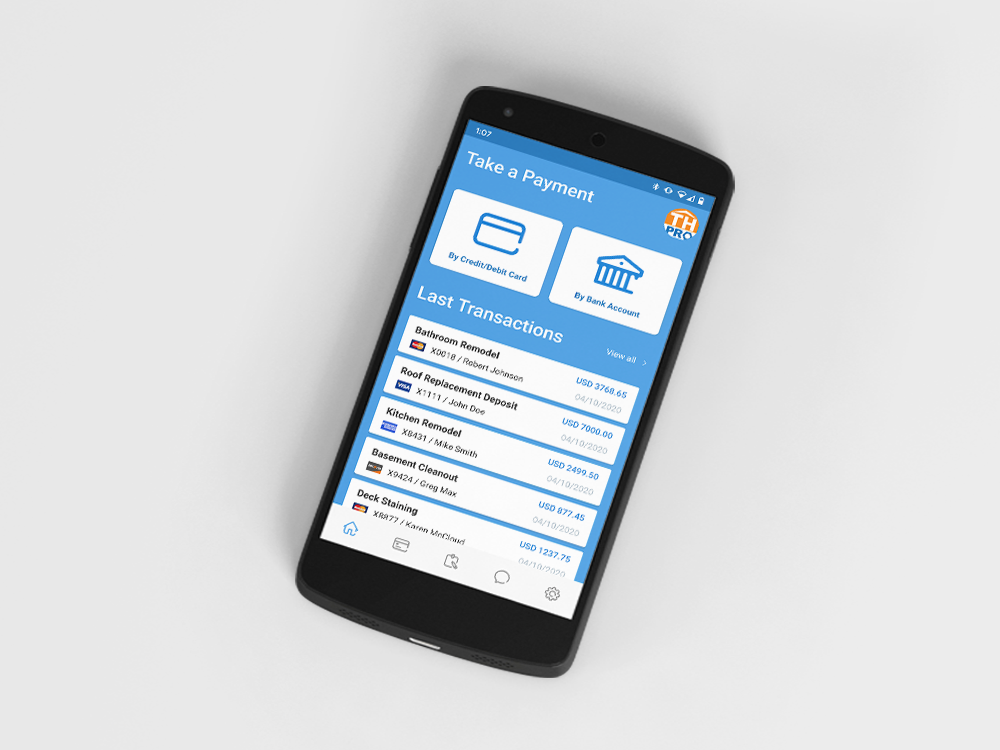 1:07
Take a Payment
TH
PRO
By Credit/Debit Card
By Bank Account
Last Transactions
View all
Bathroom Remodel
X0018 / Robert Johnson
USD 3768.65
04/10/2020
Roof Replacement Deposit
VISA
X1111 / John Doe
USD 7000.00
04/10/2020
Kitchen Remodel
X8431 / Mike Smith
USD 2499.50
04/10/2020
Basement Cleanout
X9424 / Greg Max
USD 877.45
04/10/2020
Deck Staining
X8877 / Karen McCloud
USD 1237.75
04/10/2020